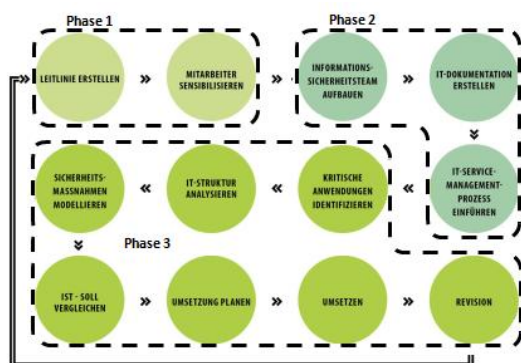 Phase 1
Phase 2
LEITLINIE ERSTELLEN
MITARBEITER
SENSIBILISIEREN
INFORMATIONS-
SICHERHEITSTEAM
AUFBAUEN
IT-DOKUMENTATION
ERSTELLEN
SICHERHEITS-
MASSNAHMEN
MODELLIEREN
IT-STRUKTUR
ANALYSIEREN
KRITISCHE
ANWENDUNGEN
IDENTIFIZIEREN
IT-SERVICE-
MANAGEMENT-
PROZESS
EINFÜHREN
Phase 3
IST - SOLL
VERGLEICHEN
UMSETZUNG PLANEN
UMSETZEN
REVISION